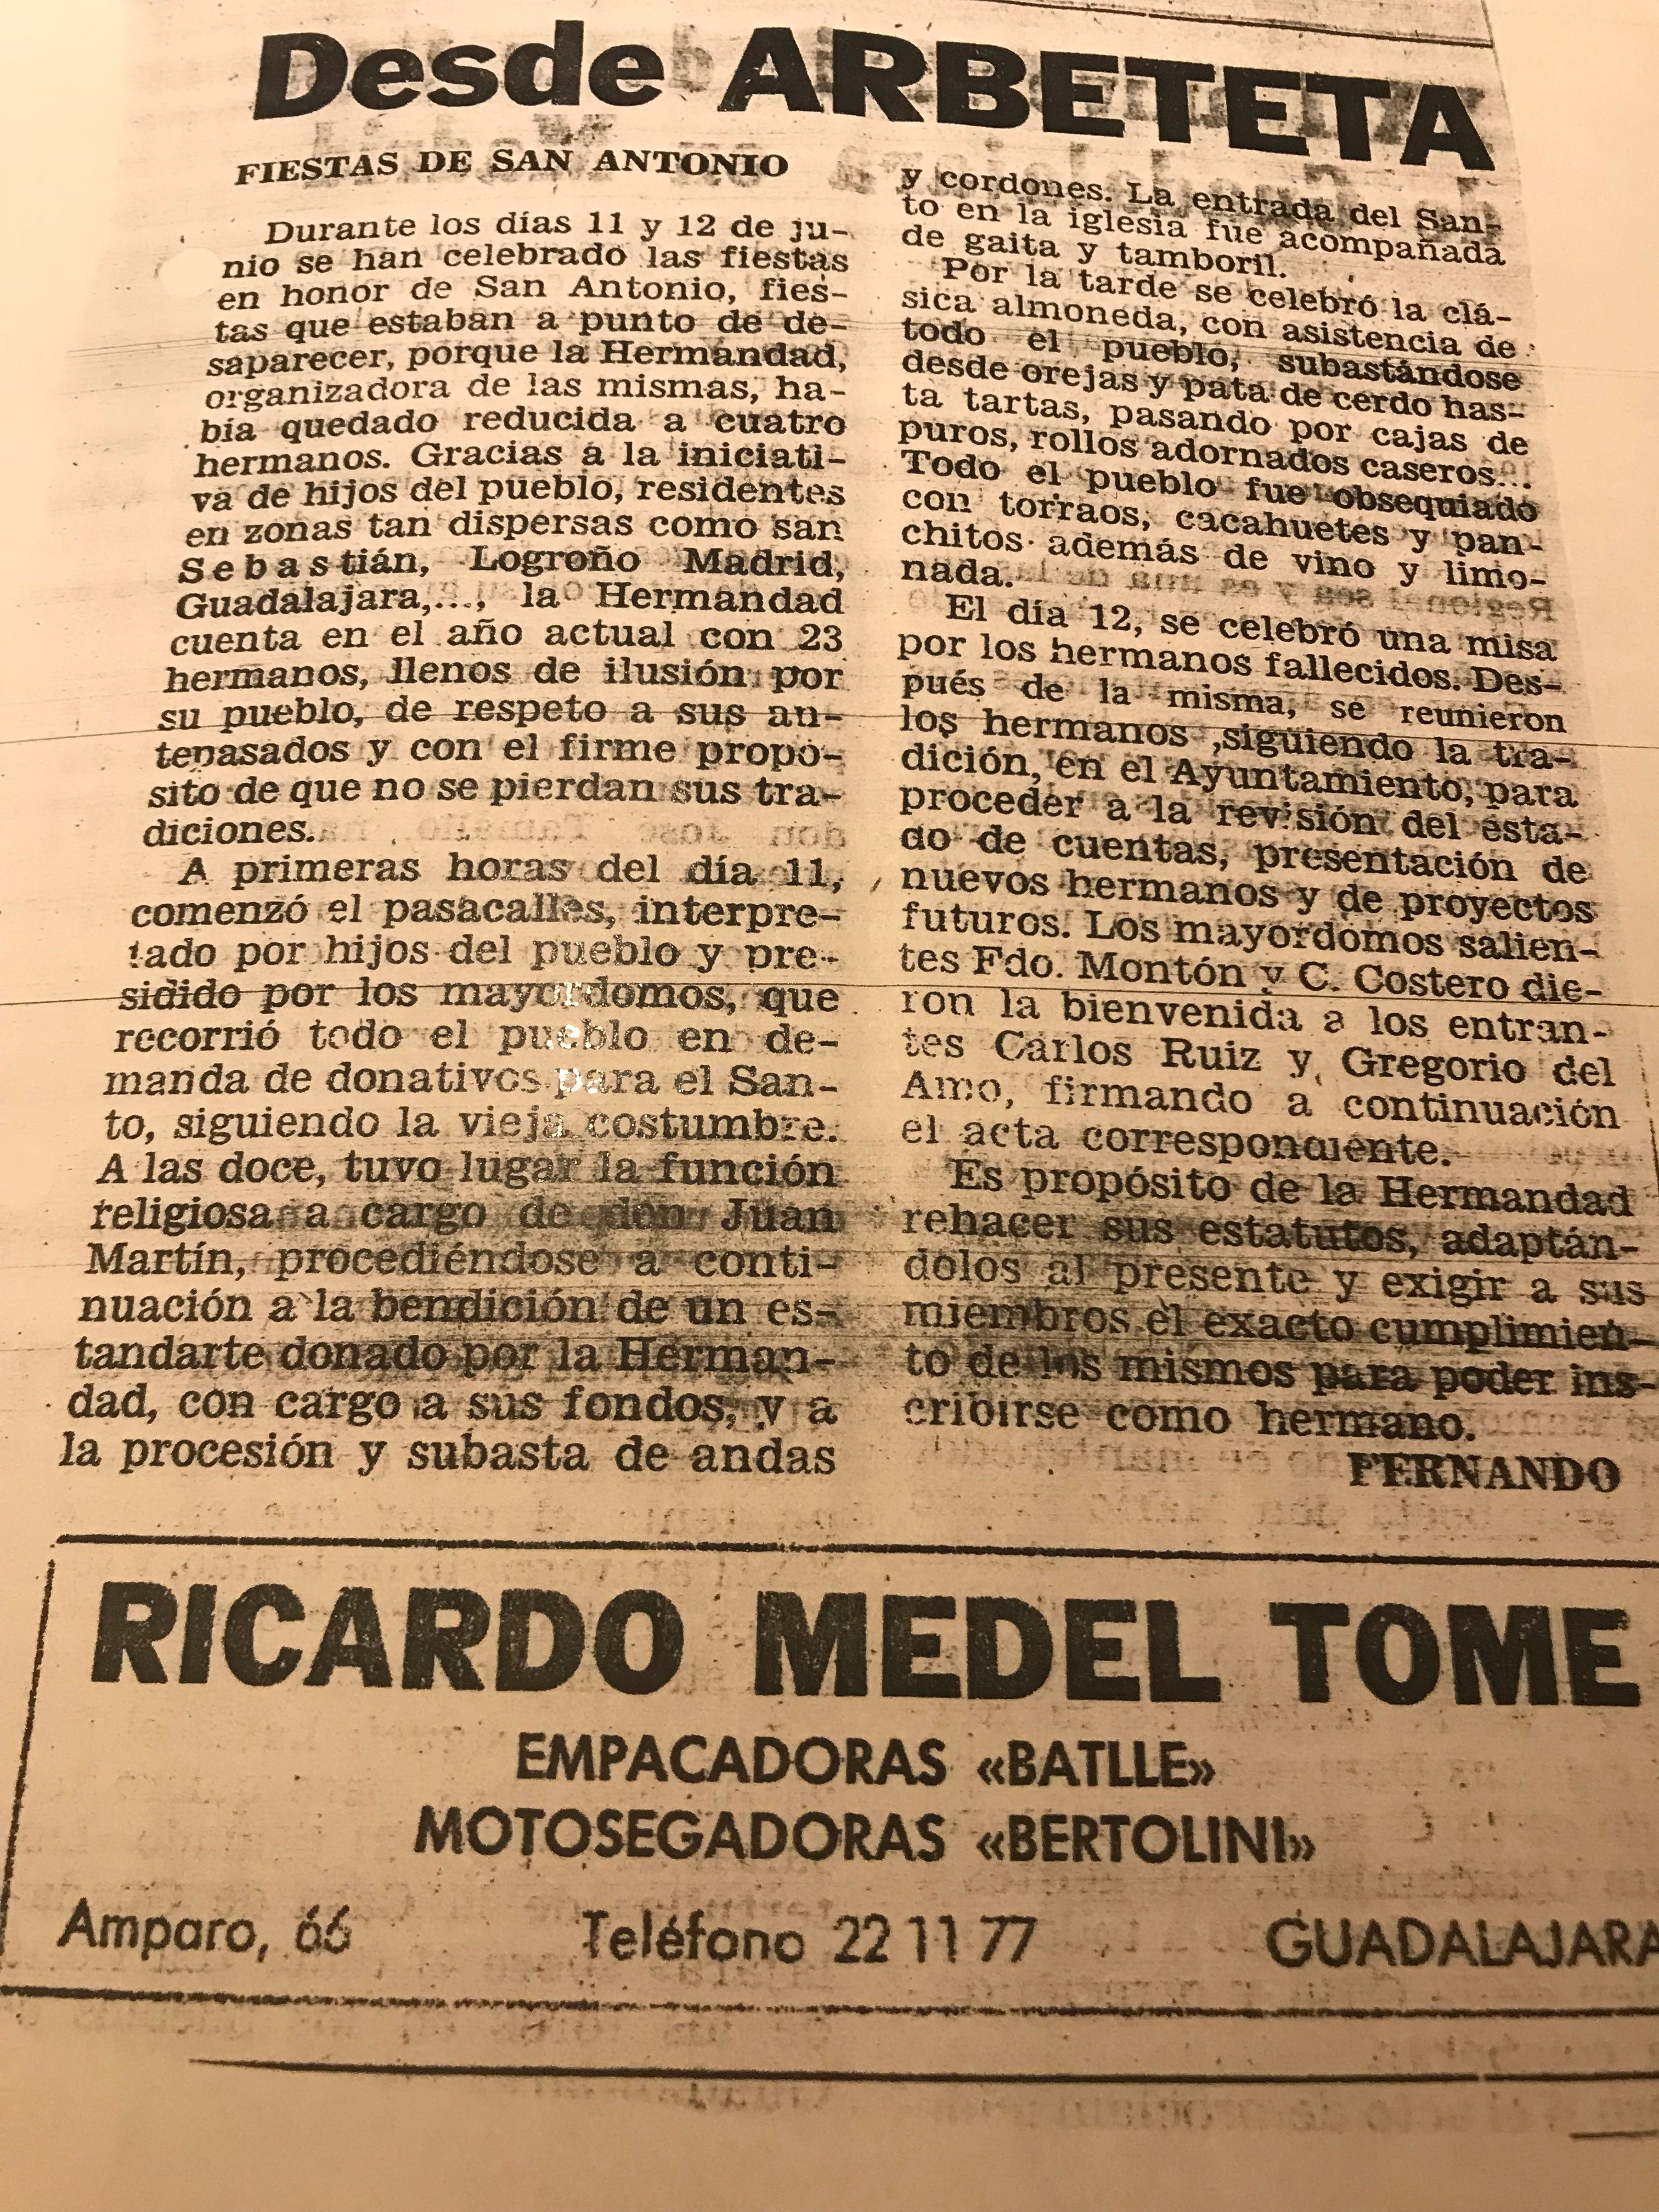 Desde ARBETETA
FIESTAS DE SAN ANTONIO
Durante los días 11 y 12 de ju-
nio se han celebrado las fiestas
en honor de San Antonio, fies-
tas que estaban a punto de de-
saparecer, porque la Hermandad,
organizadora de las mismas, ha-
bía quedado reducida a cuatro
hermanos. Gracias a la iniciati-
va de hijos del pueblo, residentes
en zonas tan dispersas como san
Sebastián, Logroño Madrid,
Guadalajara,..., la Hermandad
cuenta en el año actual con 23
hermanos, llenos de ilusión por
su pueblo, de respeto a sus an-
tepasados y con el firme propó-
sito de que no se pierdan sus tra-
diciones.
A primeras horas del día 11,
comenzó el pasacalles, interpre-
tado por hijos del pueblo y pre-
sidido por los mayordomos, que
recorrió todo el pueblo en de-
manda de donativos para el San-
to, siguiendo la vieja costumbre.
A las doce, tuvo lugar la función
religiosa a cargo de don Juan
Martín, procediéndose a conti-
nuación a la bendición de un es-
tandarte donado por la Herman-
dad, con cargo a sus fondos, y a
la procesión y subasta de andas
y cordones. La entrada del San-
to en la iglesia fue acompañada
de gaita y tamboril.
Por la tarde se celebró la clá-
sica almoneda, con asistencia de
todo el pueblo, subastándose
desde orejas y pata de cerdo has-
ta tartas, pasando por cajas de
puros, rollos adornados caseros...
Todo el pueblo fue obsequiado
con torraos, cacahuetes y pan-
chitos además de vino y limo-
nada.
El día 12, se celebró una misa
por los hermanos fallecidos. Des-
pués de la misma, se reunieron
los hermanos ,siguiendo la tra-
dición, en el Ayuntamiento, para
proceder a la revisión del esta-
do de cuentas, presentación de
nuevos hermanos y de proyectos
futuros. Los mayordomos salien-
tes Fdo. Montón y C. Costero die-
ron la bienvenida a los entran-
tes Carlos Ruiz y Gregorio del
Amo, firmando a continuación
el acta correspondiente.
Es propósito de la Hermandad
rehacer sus estatutos, adaptán-
dolos al presente y exigir a sus
miembros el exacto cumplimien-
to de los mismos para poder ins-
cribirse como hermano.
FERNANDO
RICARDO MEDEL TOME
EMPACADORAS «BATLLE»
MOTOSEGADORAS «BERTOLINI»
Amparo, 66 Teléfono 22 11 77 GUADALAJARA